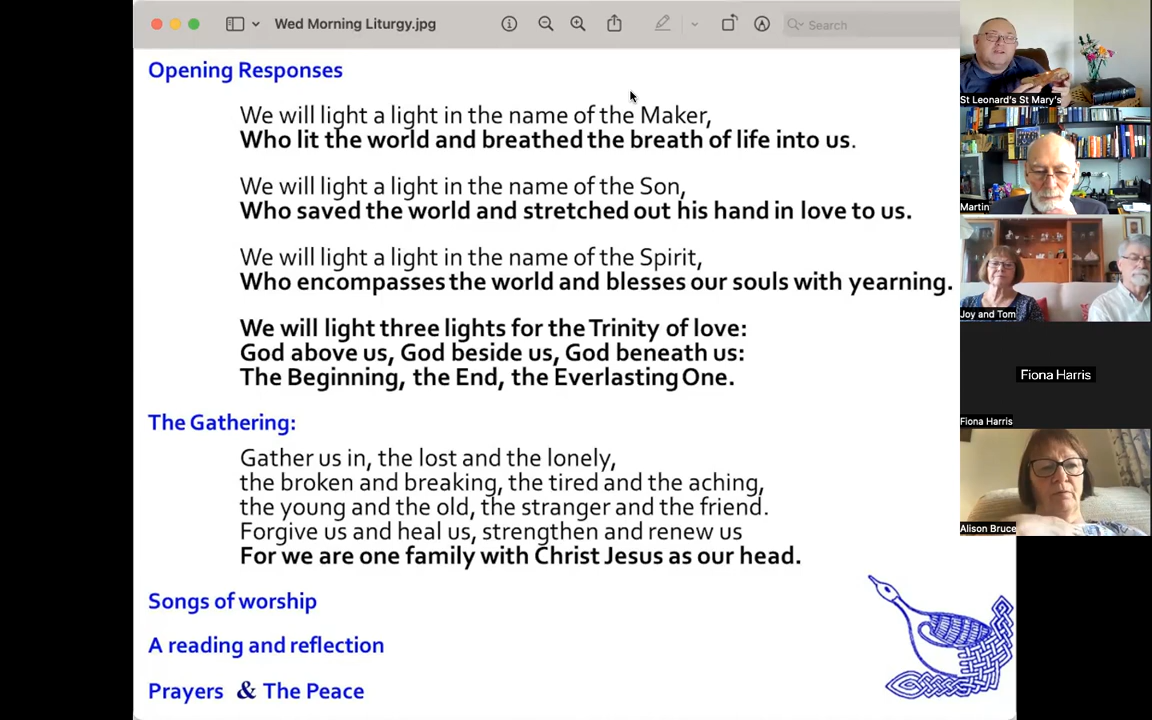 Wed Morning Liturgy.jpg
Search
Opening Responses
We will light a light in the name of the Maker,
Who lit the world and breathed the breath of life into us.
We will light a light in the name of the Son,
Who saved the world and stretched out his hand in love to us.
We will light a light in the name of the Spirit,
Who encompasses the world and blesses our souls with yearning.
We will light three lights for the Trinity of love:
God above us, God beside us, God beneath us:
The Beginning, the End, the Everlasting One.
The Gathering:
Gather us in, the lost and the lonely,
the broken and breaking, the tired and the aching,
the young and the old, the stranger and the friend.
Forgive us and heal us, strengthen and renew us
For we are one family with Christ Jesus as our head.
Songs of worship
A reading and reflection
Prayers & The Peace
St Leonard's St Mary's
Martin
Joy and Tom
Fiona Harris
Fiona Harris
Alison Bruce